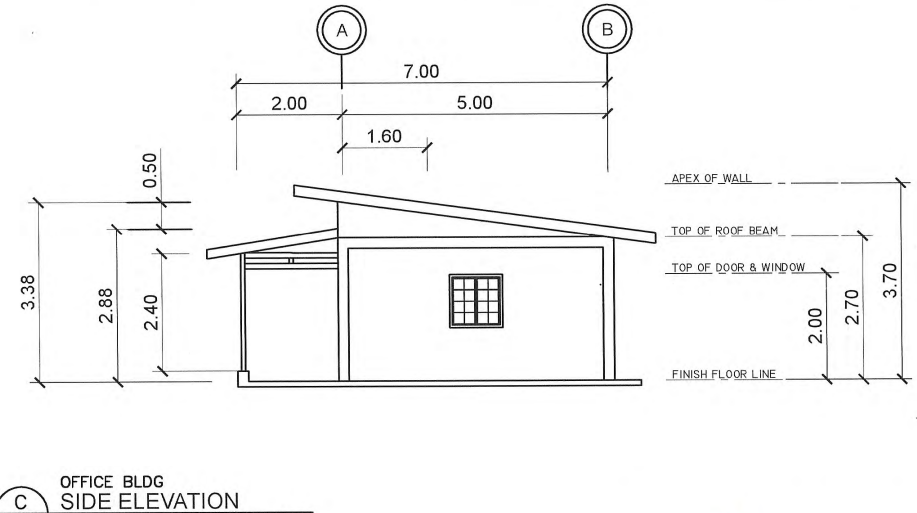 A
B
7.00
2.00
5.00
1.60
0.50
3.38
2.88
2.40
APEX OF WALL
TOP OF ROOF BEAM
TOP OF DOOR & WINDOW
FINISH FLOOR LINE
2.00
2.70
3.70
OFFICE BLDG
C
SIDE ELEVATION